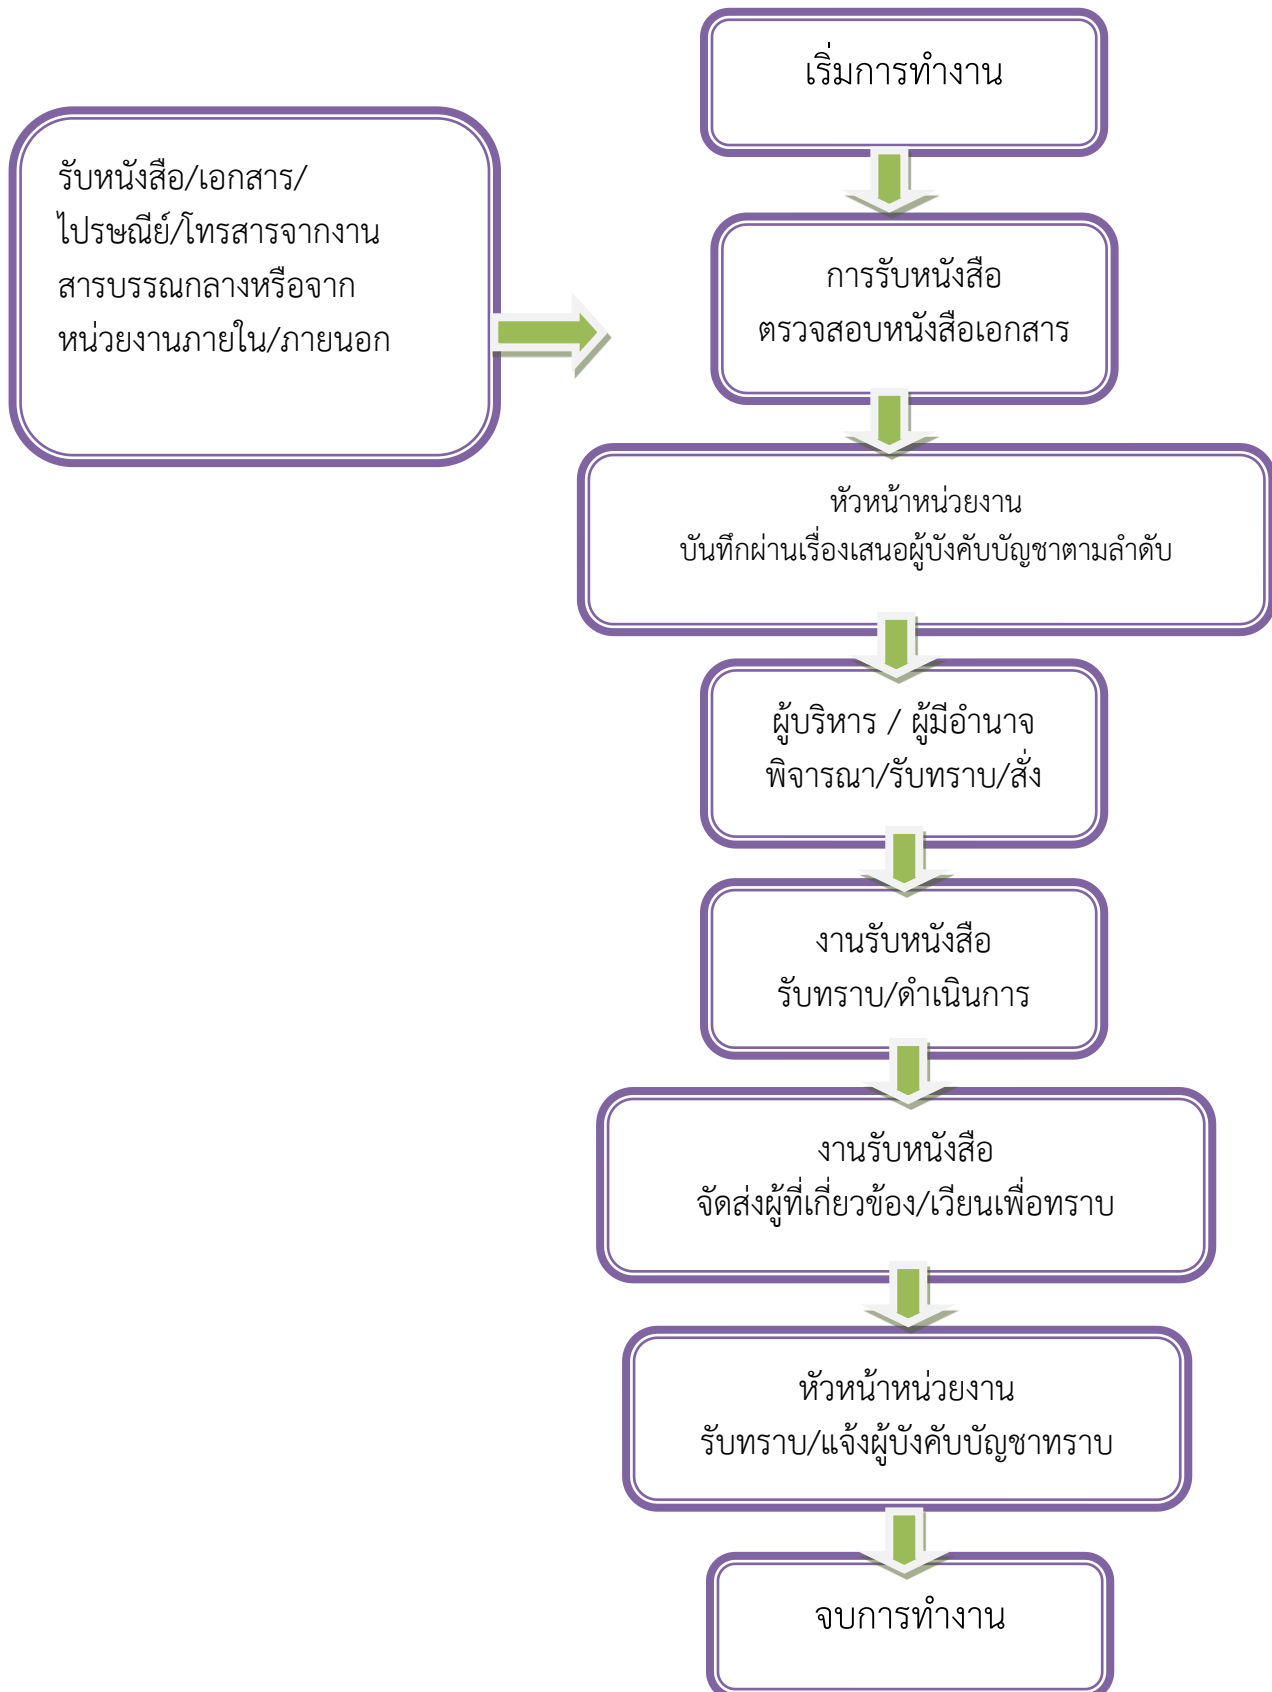 เริ่มการทำงาน
รับหนังสือ/เอกสาร/
ไปรษณีย์/โทรสารจากงาน
สารบรรณกลางหรือจาก
หน่วยงานภายใน/ภายนอก
การรับหนังสือ
ตรวจสอบหนังสือเอกสาร
หัวหน้าหน่วยงาน
บันทึกผ่านเรื่องเสนอผู้บังคับบัญชาตามลำดับ
ผู้บริหาร / ผู้มีอำนาจ
พิจารณา/รับทราบ/สั่ง
งานรับหนังสือ
รับทราบ/ดำเนินการ
งานรับหนังสือ
จัดส่งผู้ที่เกี่ยวข้อง/เวียนเพื่อทราบ
หัวหน้าหน่วยงาน
รับทราบ/แจ้งผู้บังคับบัญชาทราบ
จบการทำงาน